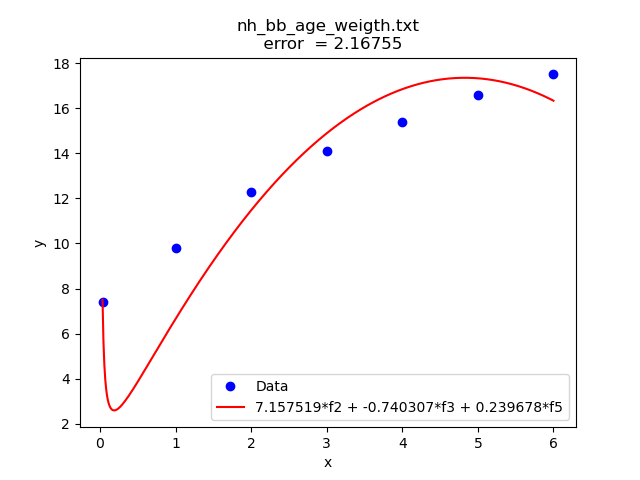 nh_bb_age_weigth.txt
error = 2.16755
18
16
14
12
10
8
6
4
2
y
0
1
2
3
4
5
6
x
Data
7.157519*f2 + -0.740307*f3 + 0.239678*f5